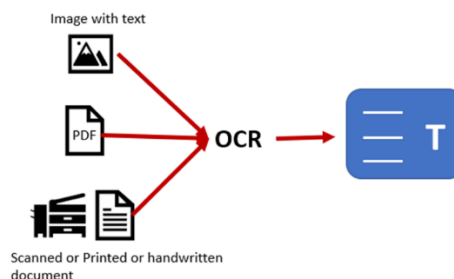 Image with text
PDF
OCR
T
Scanned or Printed or handwritten
document